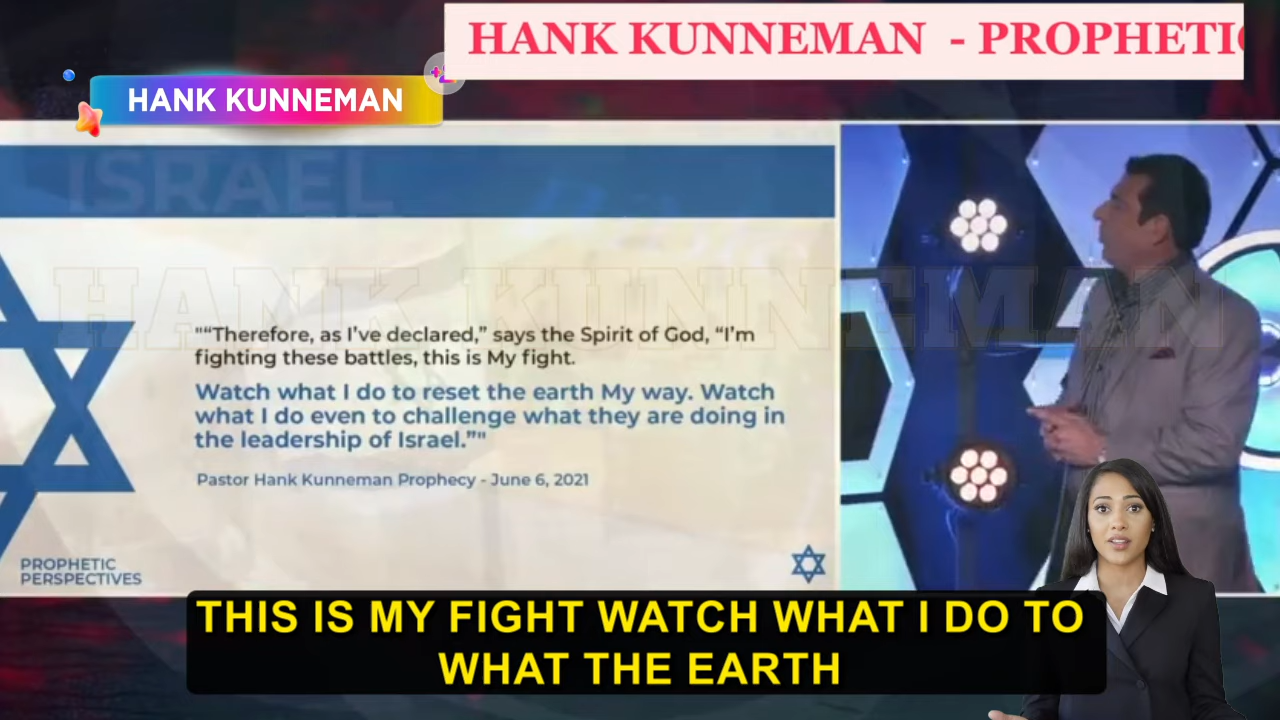 HANK KUNNEMAN - PROPHETIC
HANK KUNNEMAN
ISRAEL
HANK KUNNEMAN
"“Therefore, as I’ve declared,” says the Spirit of God, “I’m
fighting these battles, this is My fight.
Watch what I do to reset the earth My way. Watch
what I do even to challenge what they are doing in
the leadership of Israel.”"
Pastor Hank Kunneman Prophecy - June 6, 2021
PROPHETIC
PERSPECTIVES
THIS IS MY FIGHT WATCH WHAT I DO TO
WHAT THE EARTH